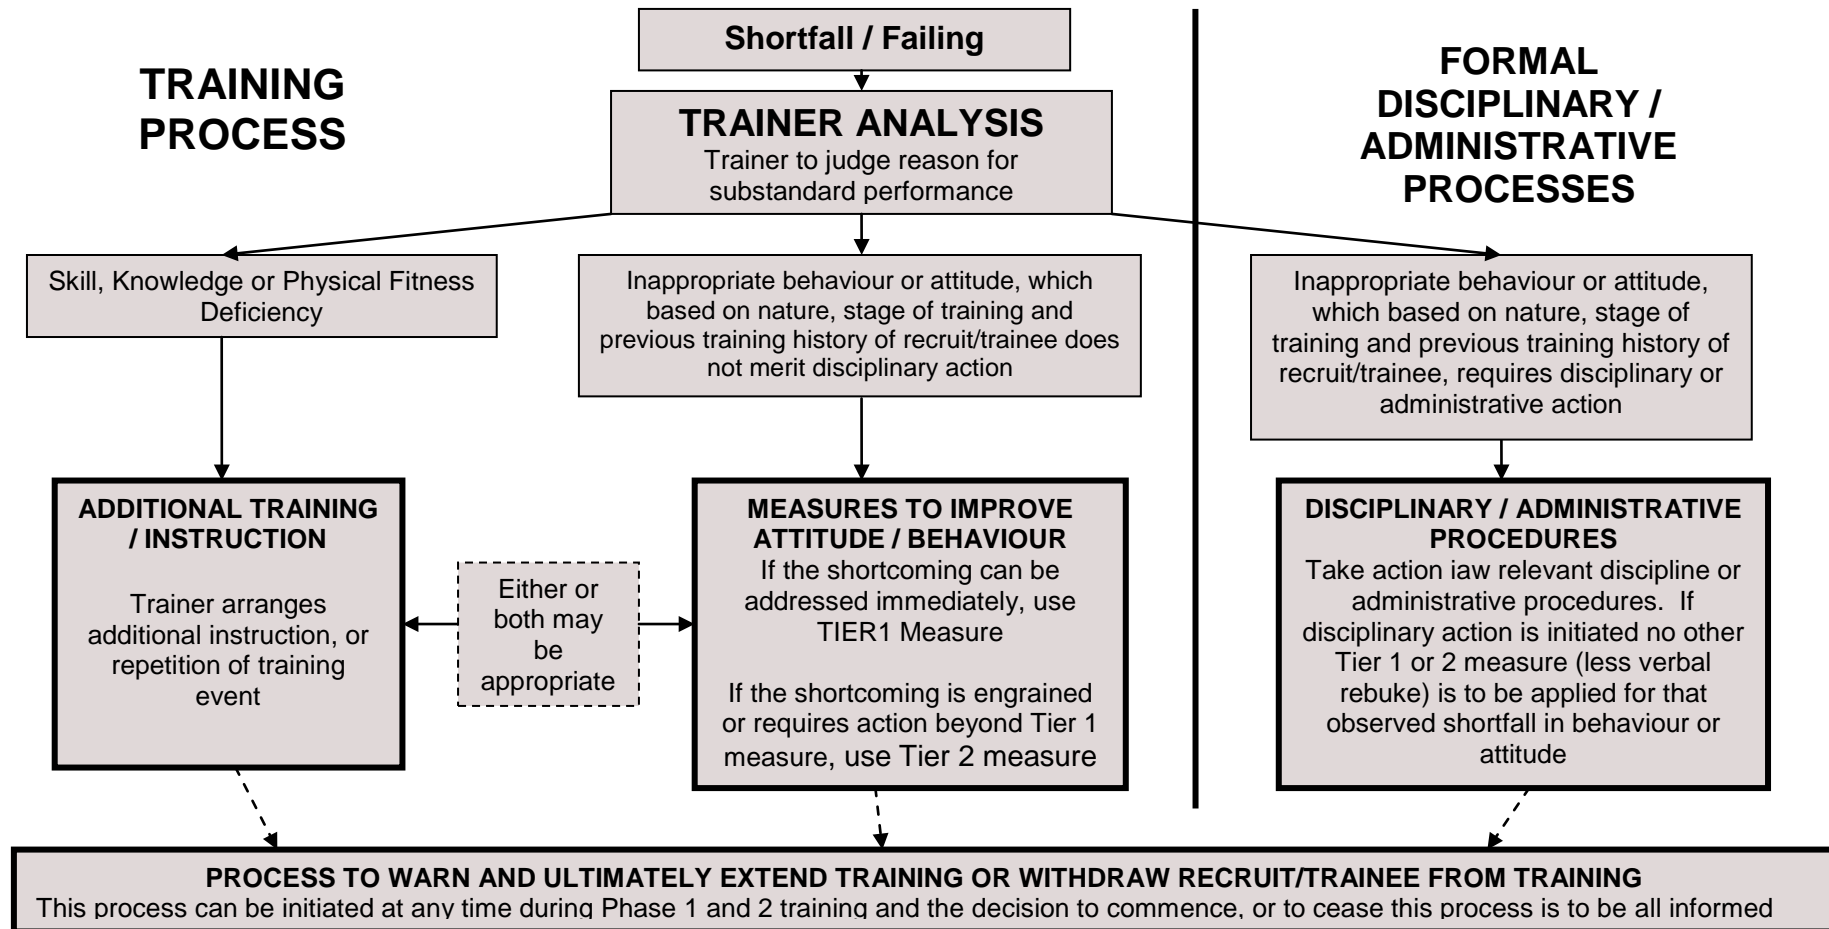 Shortfall / Failing
TRAINING
PROCESS
TRAINER ANALYSIS
Trainer to judge reason for
substandard performance
FORMAL
DISCIPLINARY /
ADMINISTRATIVE
PROCESSES
Skill, Knowledge or Physical Fitness
Deficiency
Inappropriate behaviour or attitude, which
based on nature, stage of training and
previous training history of recruit/trainee does
not merit disciplinary action
Inappropriate behaviour or attitude,
which based on nature, stage of
training and previous training history of
recruit/trainee, requires disciplinary or
administrative action
ADDITIONAL TRAINING
/ INSTRUCTION
Trainer arranges
additional instruction, or
repetition of training
event
Either or
both may
be
appropriate
MEASURES TO IMPROVE
ATTITUDE / BEHAVIOUR
If the shortcoming can be
addressed immediately, use
TIER1 Measure
If the shortcoming is engrained
or requires action beyond Tier 1
measure, use Tier 2 measure
DISCIPLINARY / ADMINISTRATIVE
PROCEDURES
Take action iaw relevant discipline or
administrative procedures.  If
disciplinary action is initiated no other
Tier 1 or 2 measure (less verbal
rebuke) is to be applied for that
observed shortfall in behaviour or
attitude
PROCESS TO WARN AND ULTIMATELY EXTEND TRAINING OR WITHDRAW RECRUIT/TRAINEE FROM TRAINING
This process can be initiated at any time during Phase 1 and 2 training and the decision to commence, or to cease this process is to be all informed